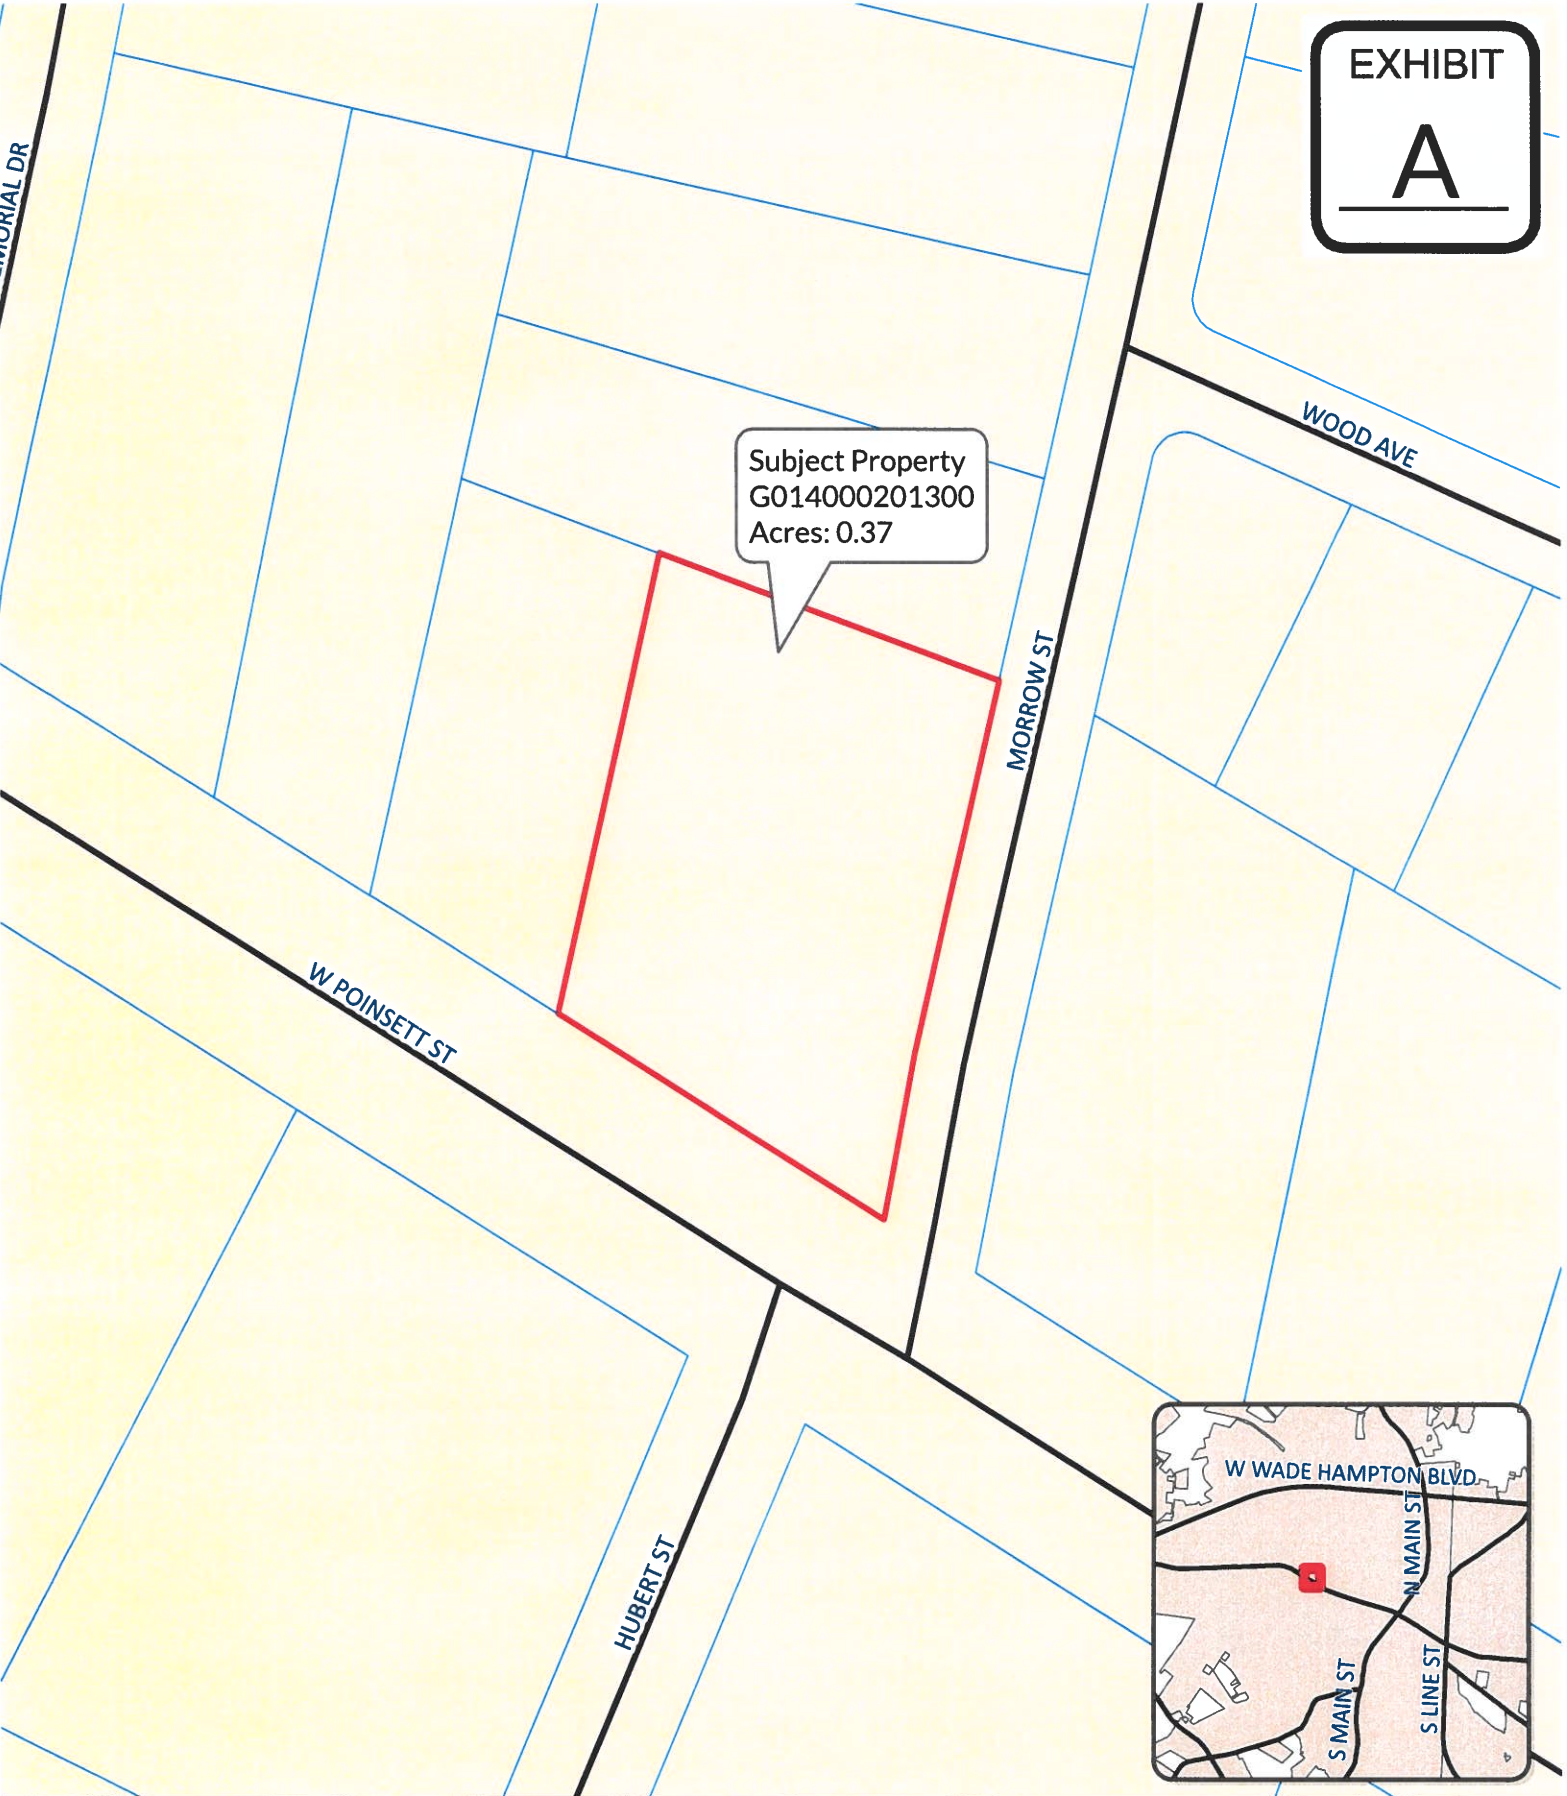 EXHIBIT
A
MORIAL DR
WOOD AVE
Subject Property
G014000201300
Acres: 0.37
MORROW ST
W POINSETT ST
HUBERT ST
W WADE HAMPTON BLVD
N MAIN ST
S MAIN ST
S LINE ST